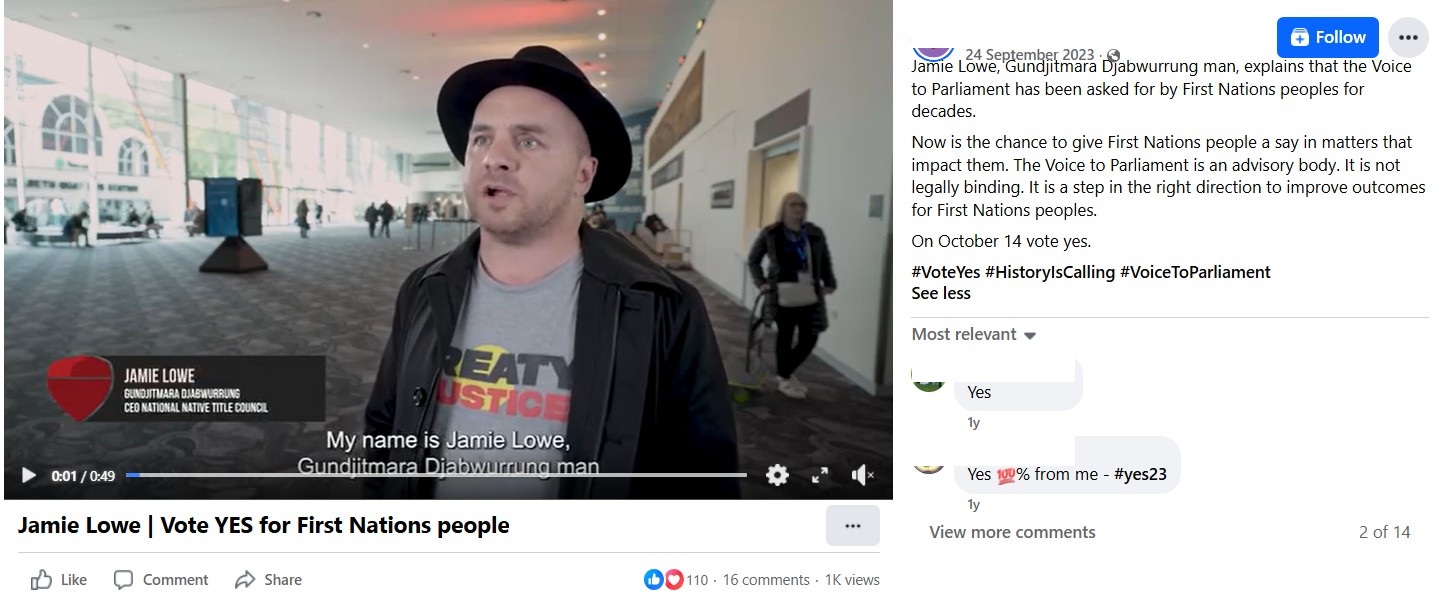 JAMIE LOWE
GUNDJITMARA DJABWURRUNG
CEO NATIONAL NATIVE TITLE COUNCIL
REATY
USTICE
My name is Jamie Lowe,
Gundjitmara Djabwurrung man
0:01 / 0:49
Jamie Lowe | Vote YES for First Nations people
Like
Comment
Share
110 · 16 comments · 1K views
Follow
24 September 2023 ·
Jamie Lowe, Gundjitmara Djabwurrung man, explains that the Voice
to Parliament has been asked for by First Nations peoples for
decades.
Now is the chance to give First Nations people a say in matters that
impact them. The Voice to Parliament is an advisory body. It is not
legally binding. It is a step in the right direction to improve outcomes
for First Nations peoples.
On October 14 vote yes.
#VoteYes #HistoryIsCalling #VoiceToParliament
See less
Most relevant
Yes
1y
Yes 💯% from me - #yes23
1y
View more comments
2 of 14